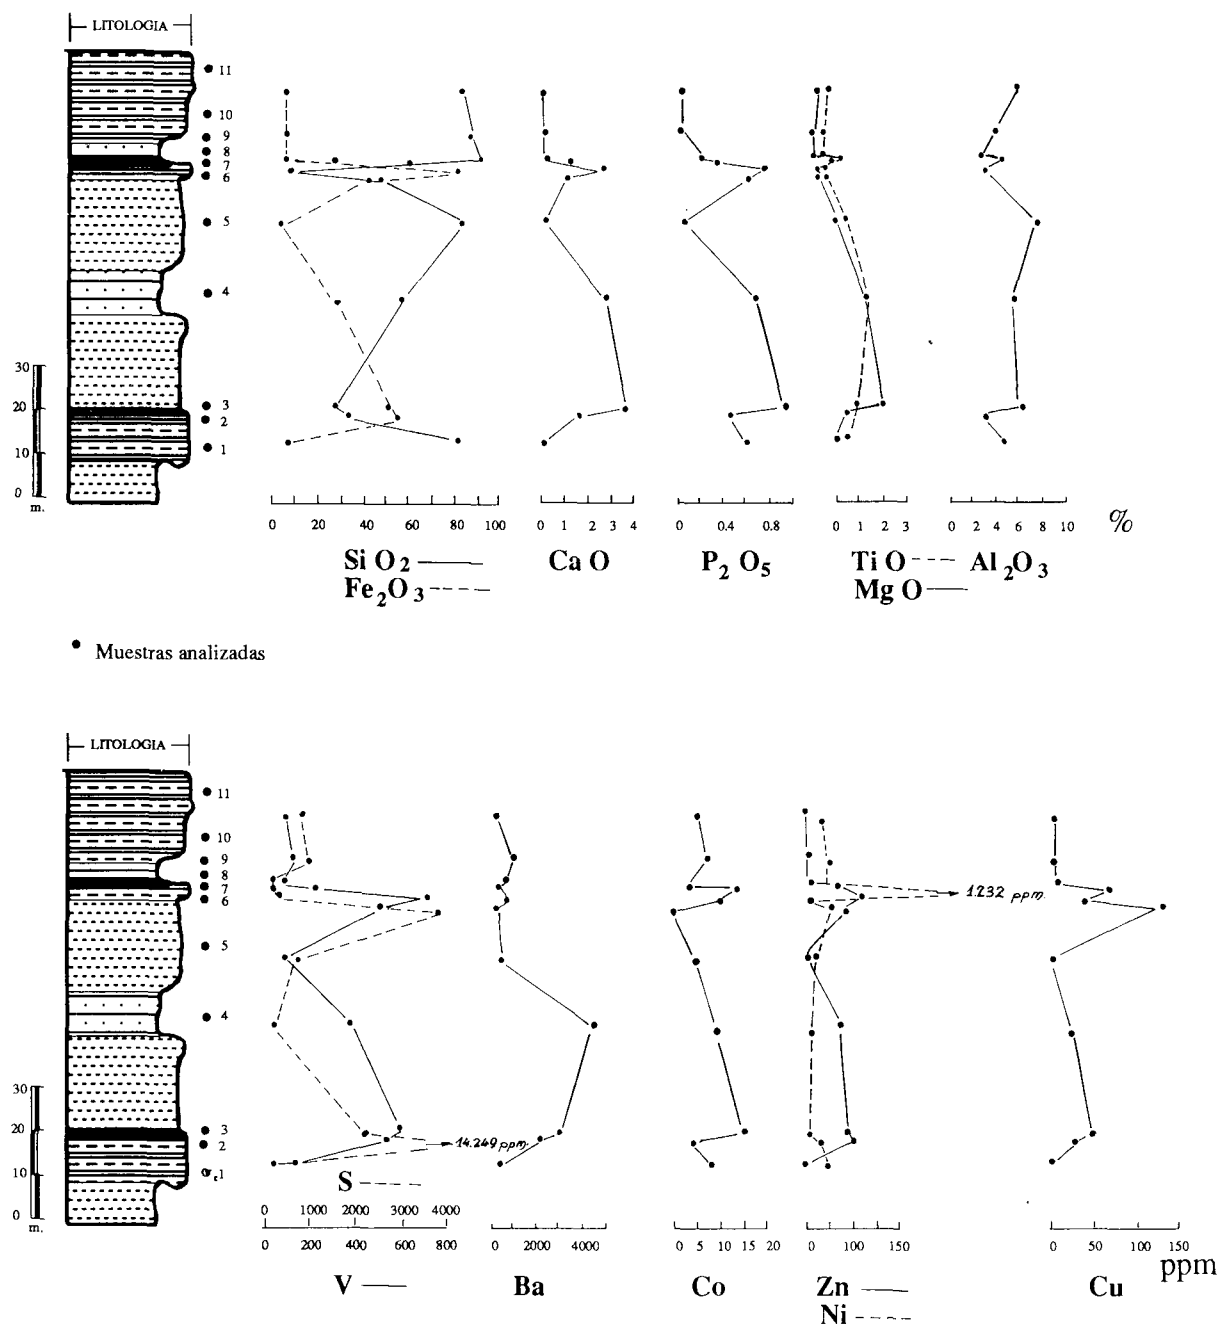 LITOLOGIA
11
10
9
8
7
6
5
4
3
2
1
30
20
10
0
m.
0 20 40 60 80 100
0 1 2 3 4
0 0.4 0.8
0 1 2 3
0 2 4 6 8 10
%
Si O2
Fe2O3
Ca O
P2 O5
Ti O
Mg O
Al2O3
Muestras analizadas
LITOLOGIA
11
10
9
8
7
6
5
4
3
2
1
30
20
10
0
m.
1.232 ppm.
14.249 ppm.
S
0 1000 2000 3000 4000
0 200 400 600 800
0 2000 4000
0 5 10 15 20
0 100 150
0 50 100 150
ppm
V
Ba
Co
Zn
Ni
Cu